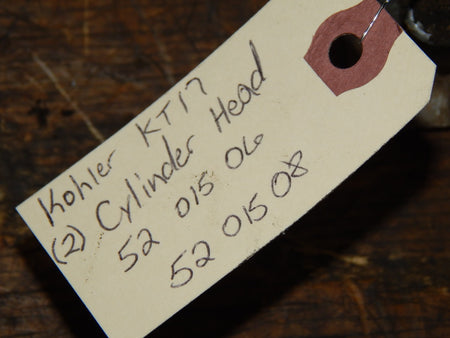 Kohler KT17
(2) Cylinder Head
52 015 06
52 015 08